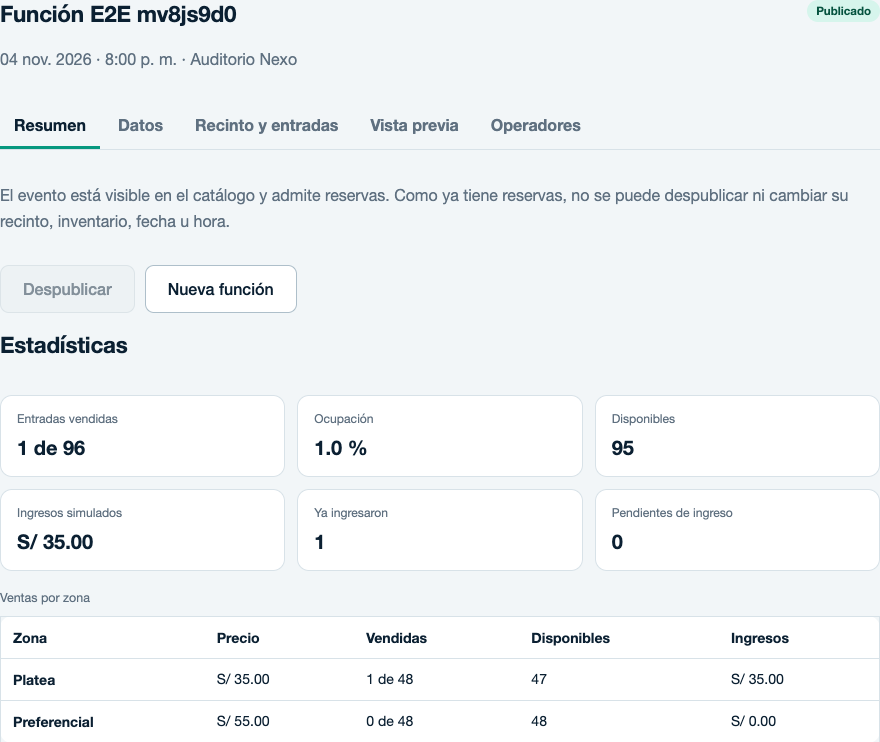 Función E2E mv8js9d0
Publicado
04 nov. 2026 · 8:00 p. m. · Auditorio Nexo
Resumen Datos Recinto y entradas Vista previa Operadores
El evento está visible en el catálogo y admite reservas. Como ya tiene reservas, no se puede despublicar ni cambiar su
recinto, inventario, fecha u hora.
Despublicar Nueva función
Estadísticas
Entradas vendidas Ocupación Disponibles
1 de 96 1.0 % 95
Ingresos simulados Ya ingresaron Pendientes de ingreso
S/ 35.00 1 0
Ventas por zona
Zona Precio Vendidas Disponibles Ingresos
Platea S/ 35.00 1 de 48 47 S/ 35.00
Preferencial S/ 55.00 0 de 48 48 S/ 0.00